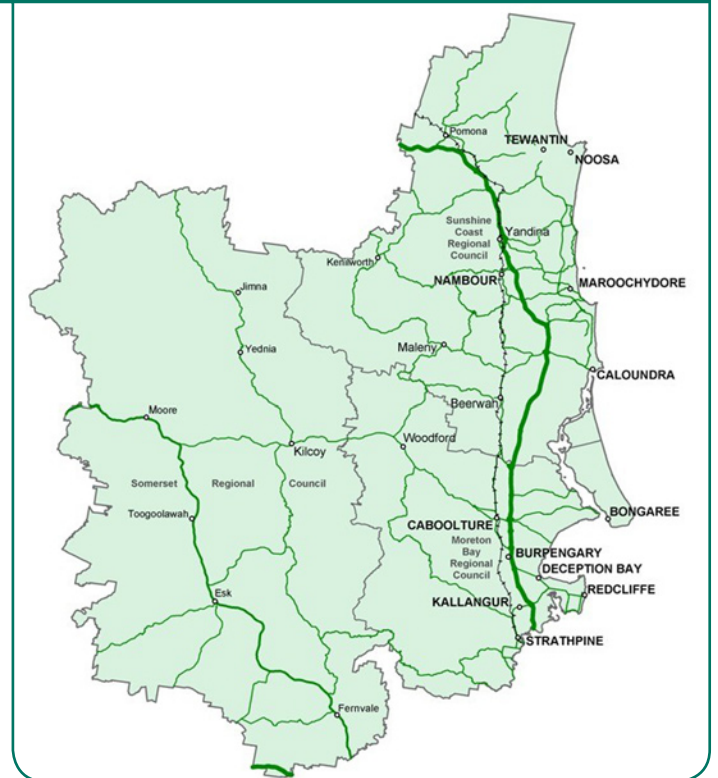 Pomona
TEWANTIN
NOOSA
Sunshine
Coast
Regional
Council
Yandina
Kenilworth
NAMBOUR
Jimna
MAROOCHYDORE
Maleny
Yednia
CALOUNDRA
Beerwah
Moore
Woodford
Kilcoy
Somerset Regional Council
Toogoolawah
BONGAREE
CABOOLTURE
Moreton
Bay
Regional
Council
BURPENGARY
DECEPTION BAY
REDCLIFFE
Esk
KALLANGUR
STRATHPINE
Fernvale